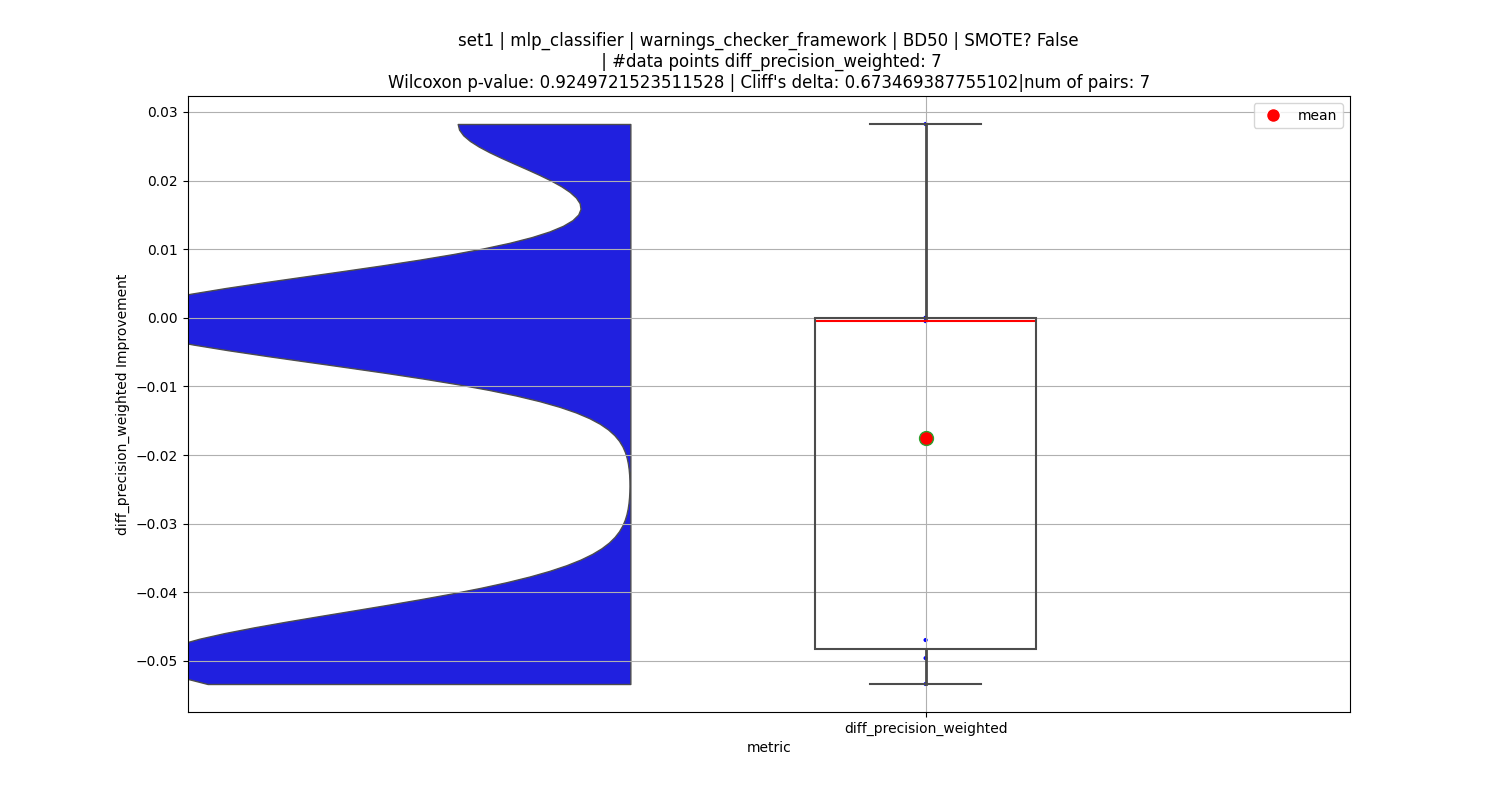 set1 | mlp_classifier | warnings_checker_framework | BD50 | SMOTE? False
| #data points diff_precision_weighted: 7
Wilcoxon p-value: 0.9249721523511528 | Cliff's delta: 0.673469387755102|num of pairs: 7
mean
0.03
0.02
0.01
0.00
−0.01
−0.02
−0.03
−0.04
−0.05
diff_precision_weighted Improvement
diff_precision_weighted
metric